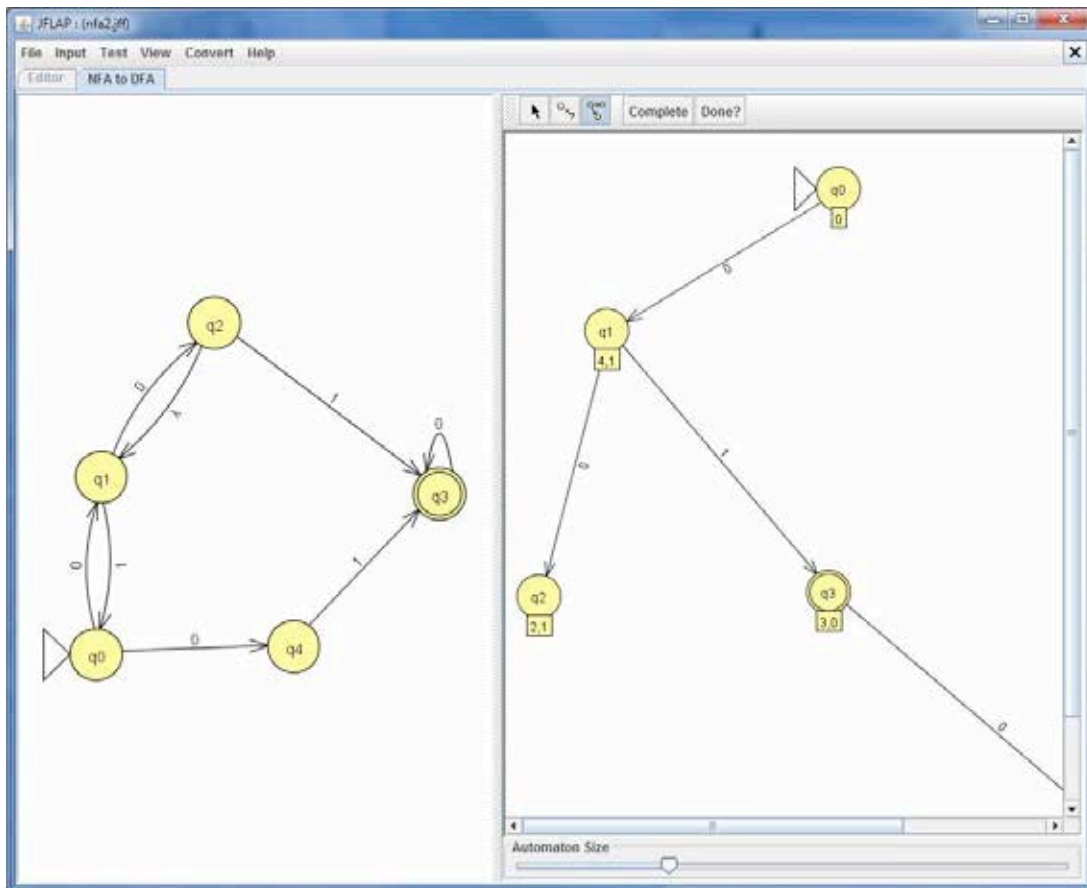 JFLAP : (nfa2.jff)
File Input Test View Convert Help
Editor NFA to DFA
Complete Done?
q0
0
0
q1
4,1
0
1
q2
2,1
q3
3,0
0
q2
0
λ
1
0
q1
q3
0
1
1
q0
0
q4
Automaton Size